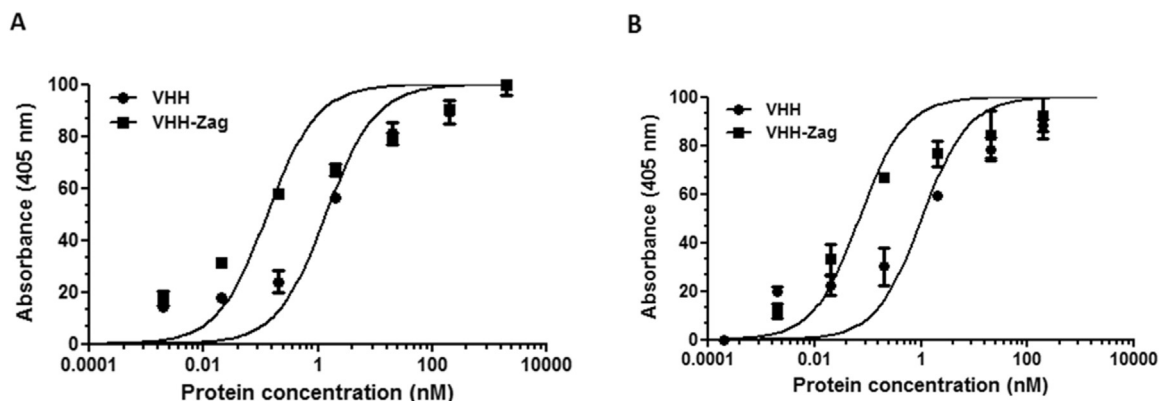 A
Absorbance (405 nm)
100
80
60
40
20
0
VHH
VHH-Zag
0.0001
0.01
1
100
10000
Protein concentration (nM)
B
Absorbance (405 nm)
100
80
60
40
20
0
VHH
VHH-Zag
0.0001
0.01
1
100
10000
Protein concentration (nM)